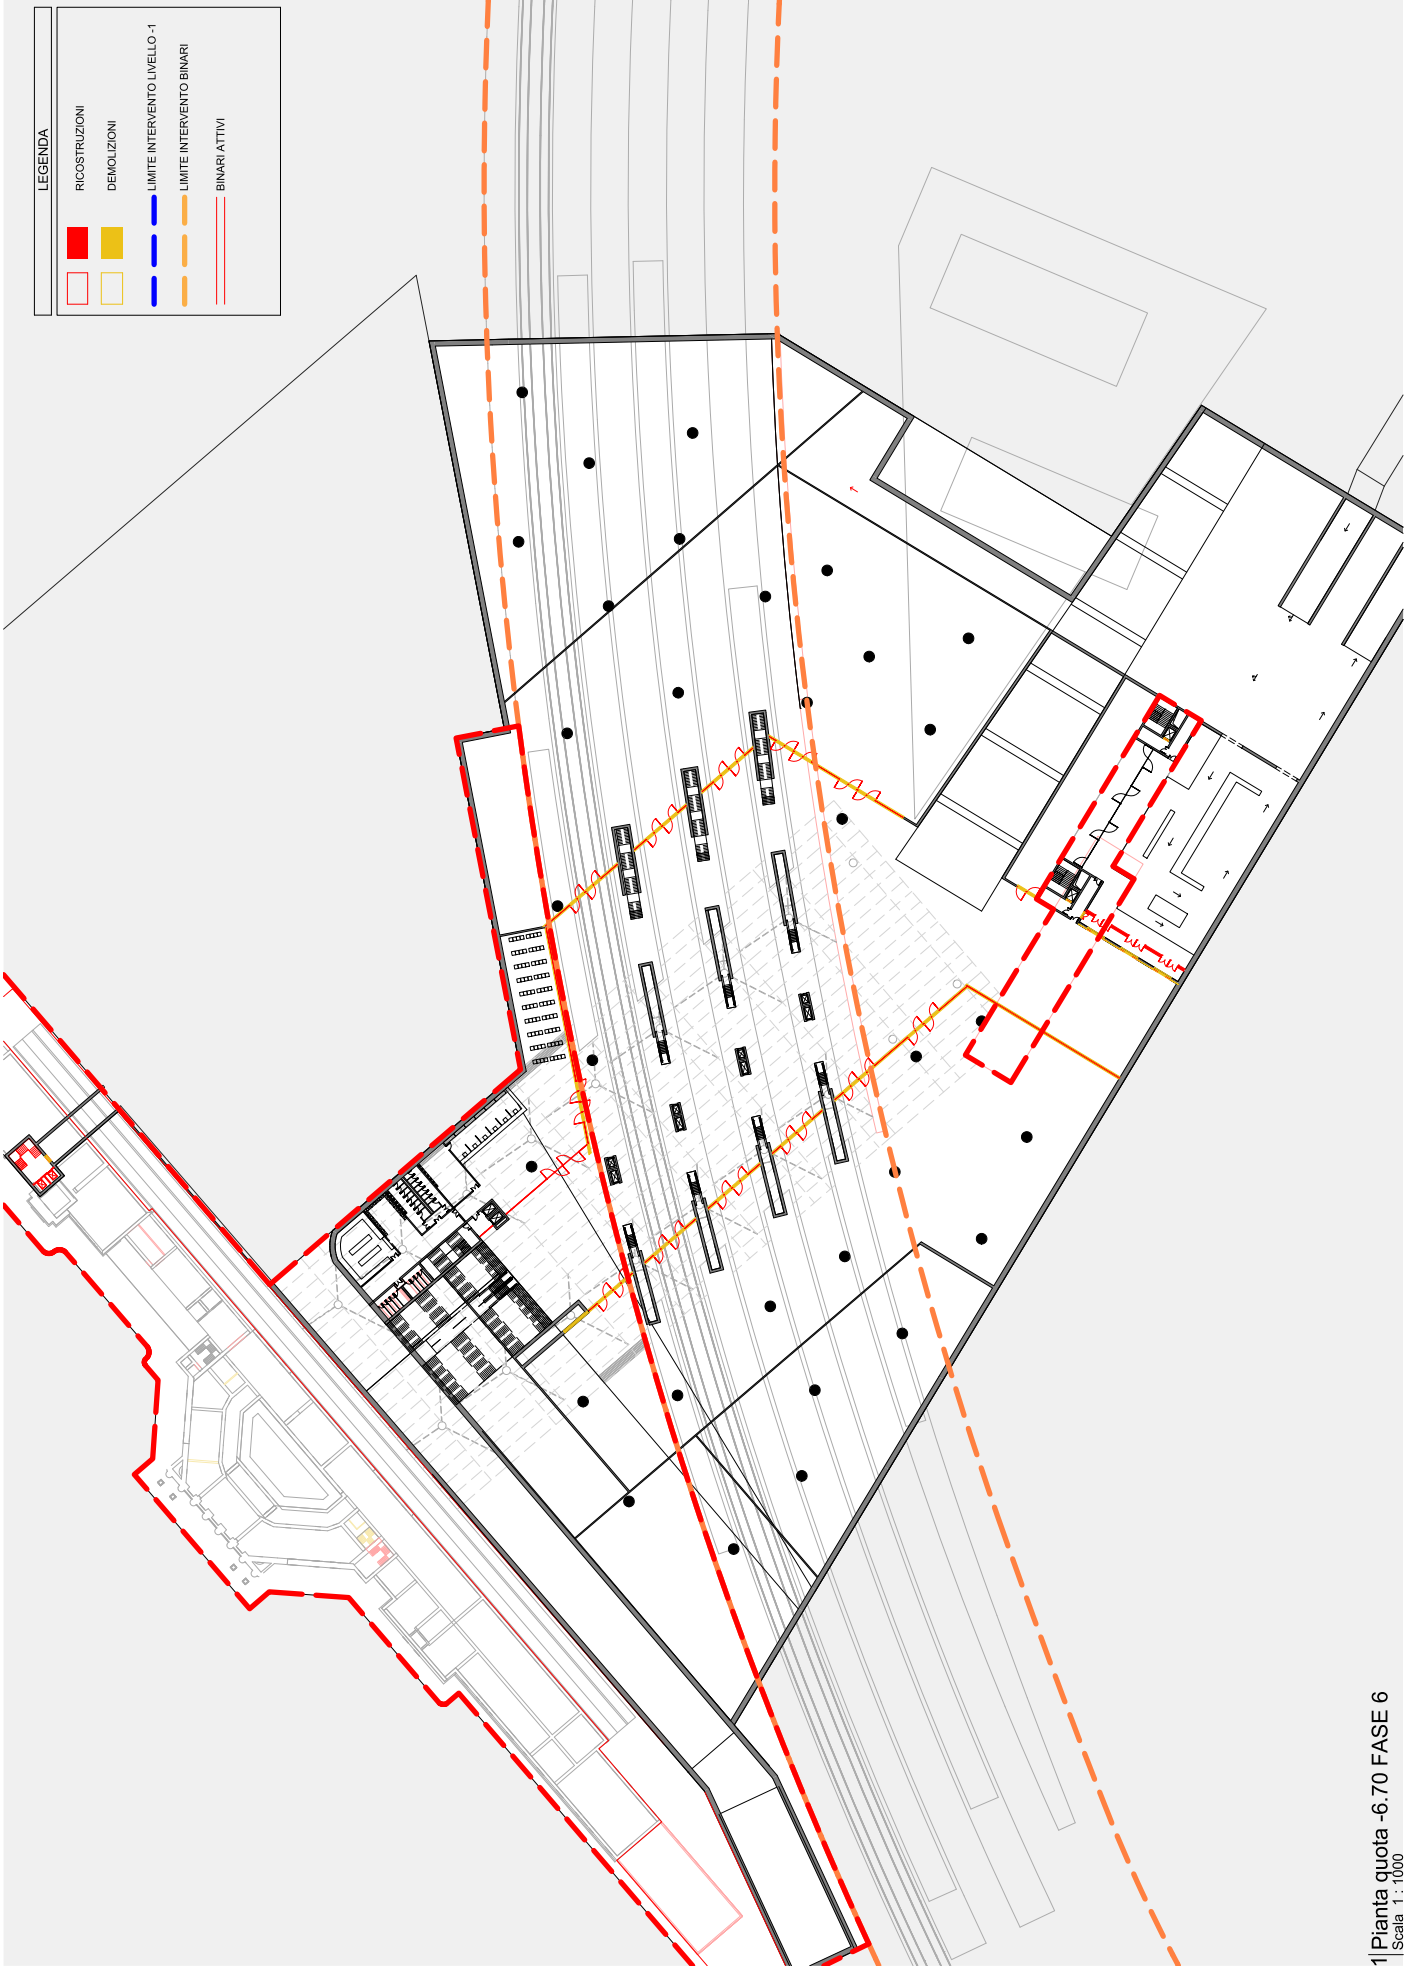 LEGENDA
RICOSTRUZIONI
DEMOLIZIONI
LIMITE INTERVENTO LIVELLO -1
LIMITE INTERVENTO BINARI
BINARI ATTIVI
1 Pianta quota -6.70 FASE 6
Scala 1 : 1000